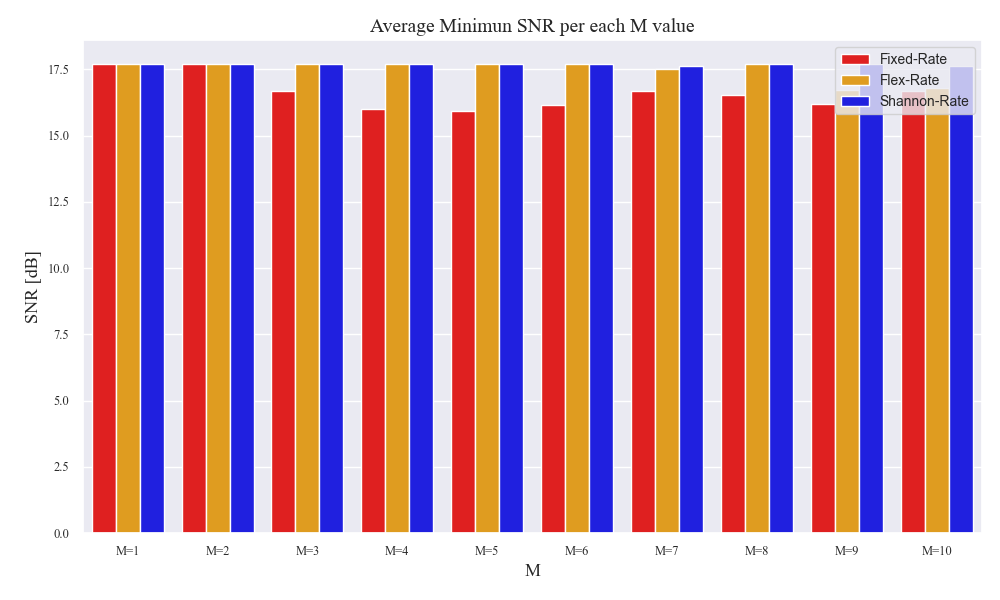 Average Minimun SNR per each M value
Fixed-Rate
Flex-Rate
Shannon-Rate
SNR [dB]
17.5
15.0
12.5
10.0
7.5
5.0
2.5
0.0
M=1 M=2 M=3 M=4 M=5 M=6 M=7 M=8 M=9 M=10
M